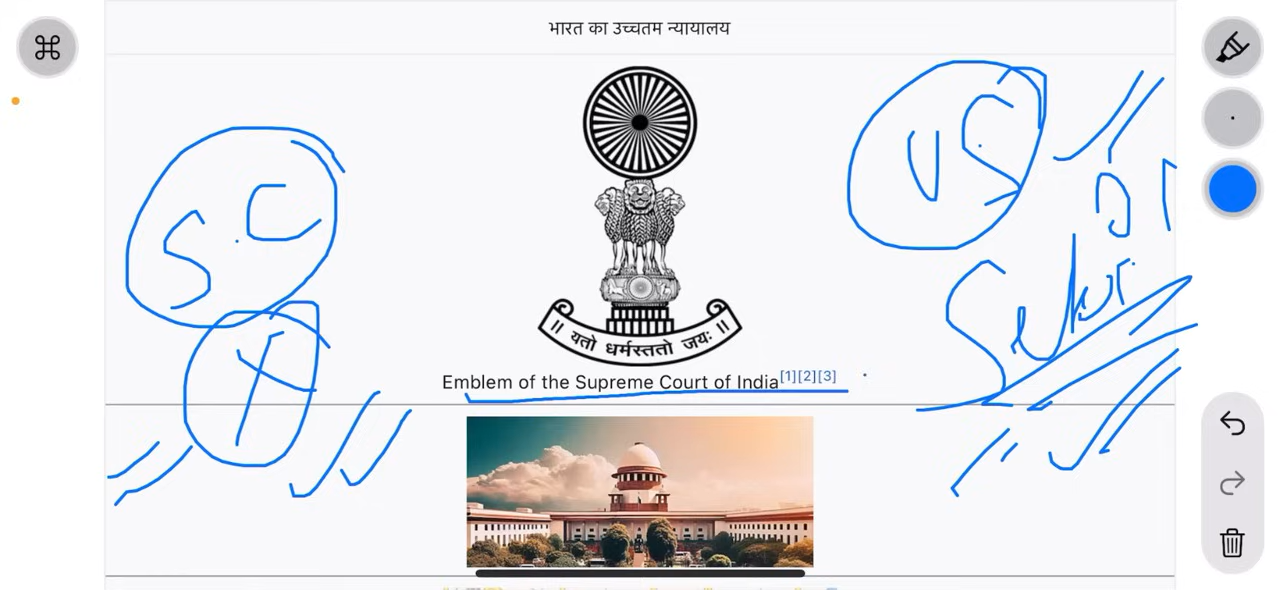 भारत का उच्चतम न्यायालय
S.C
US
॥ यतो धर्मस्ततो जयः ॥
Emblem of the Supreme Court of India[1][2][3]